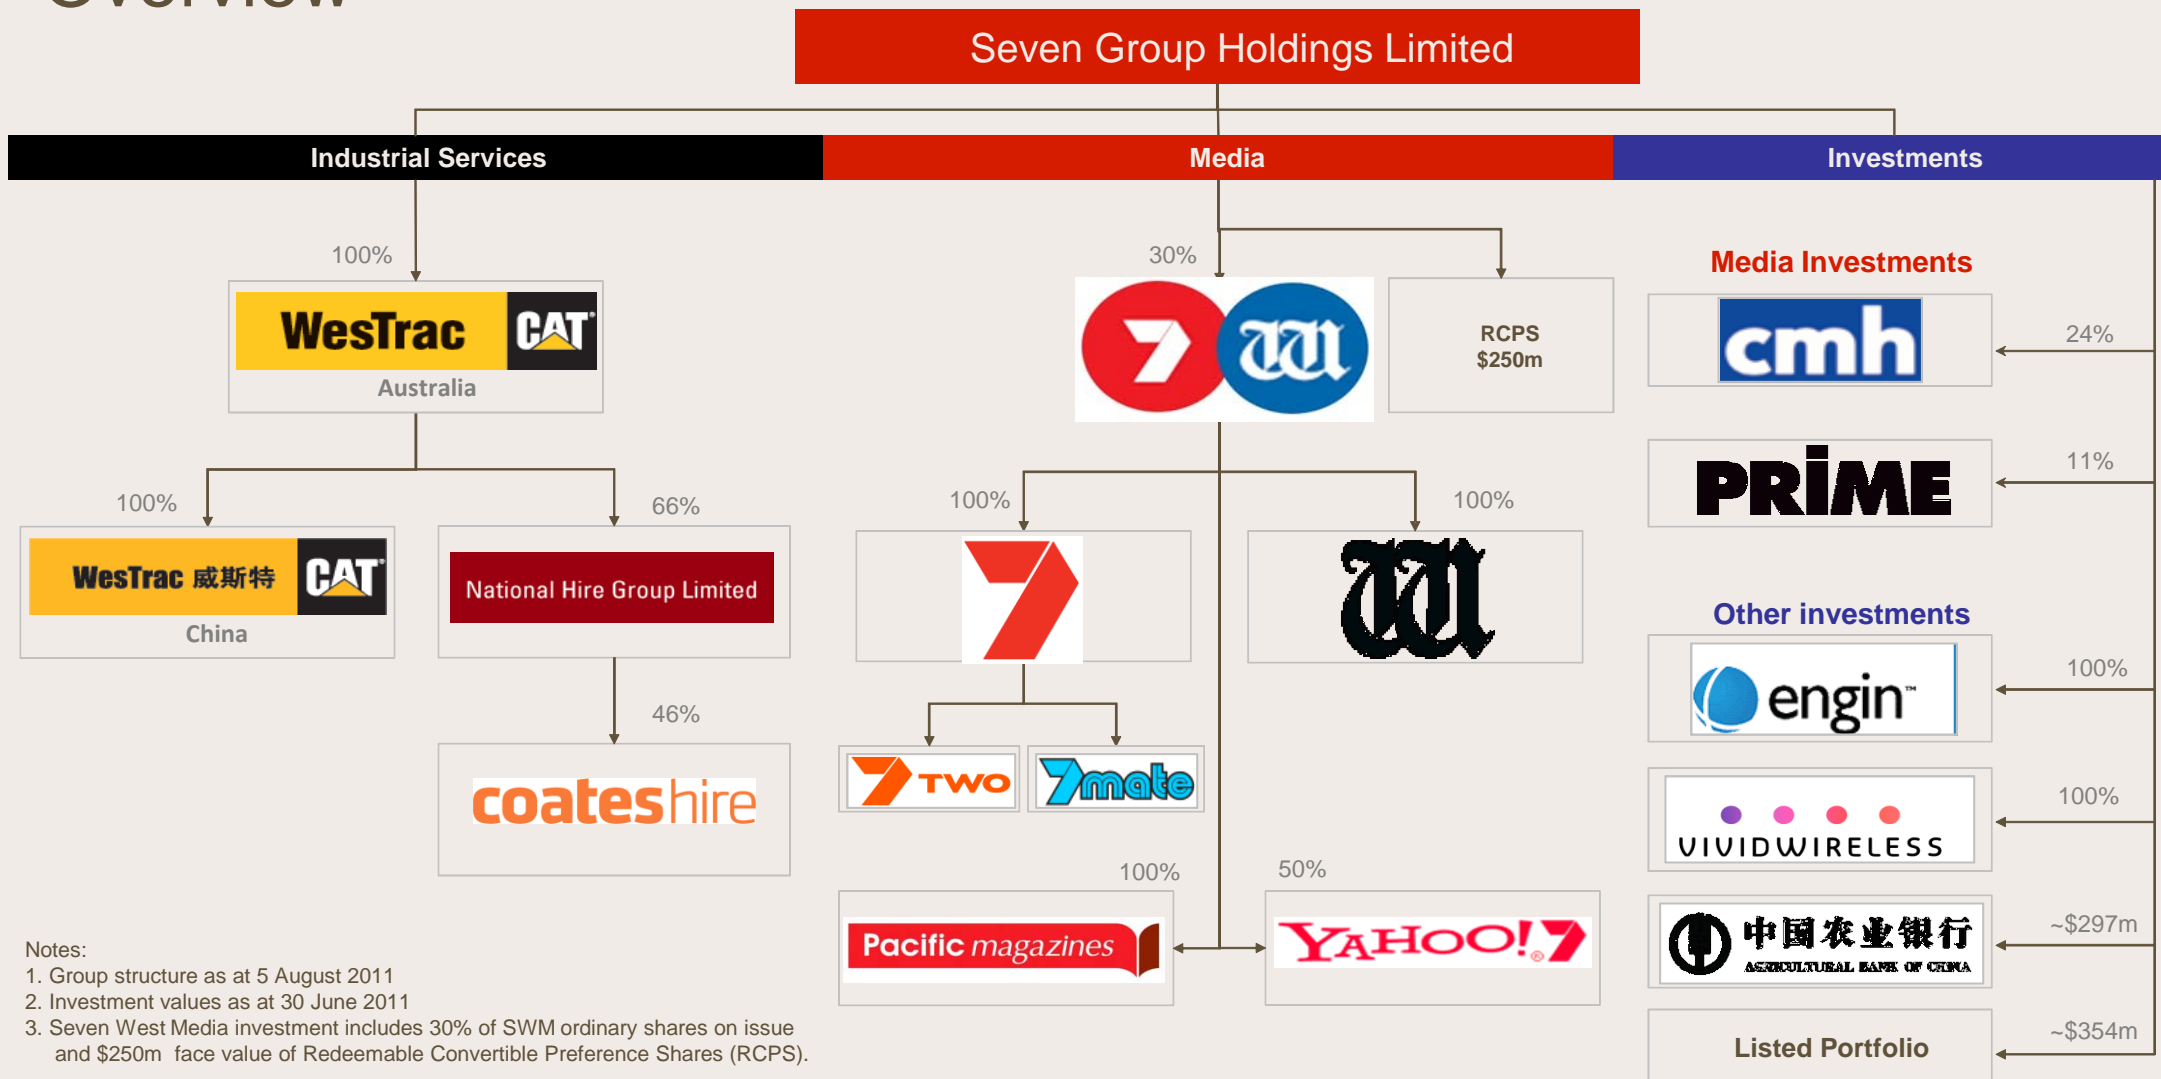 Overview
Seven Group Holdings Limited
Industrial Services
Media
Investments
100%
WesTrac CAT
Australia
100%
WesTrac 威斯特 CAT
China
66%
National Hire Group Limited
46%
coateshire
30%
7
RCPS
$250m
100%
7
100%
7 TWO
7mate
100%
Pacific magazines
50%
YAHOO!7
Media Investments
cmh
24%
PRiME
11%
Other investments
engin™
100%
VIVIDWIRELESS
100%
中国农业银行
AGRICULTURAL BANK OF CHINA
~$297m
Listed Portfolio
~$354m
Notes:
1. Group structure as at 5 August 2011
2. Investment values as at 30 June 2011
3. Seven West Media investment includes 30% of SWM ordinary shares on issue
and $250m face value of Redeemable Convertible Preference Shares (RCPS).